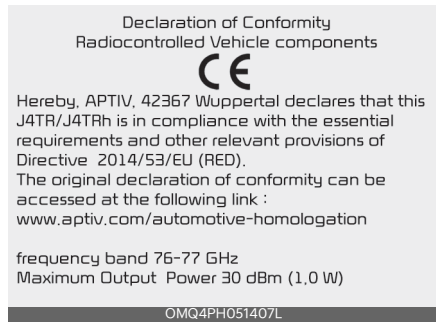 Declaration of Conformity
Radiocontrolled Vehicle components
CE
Hereby, APTIV, 42367 Wuppertal declares that this
J4TR/J4TRh is in compliance with the essential
requirements and other relevant provisions of
Directive 2014/53/EU (RED).
The original declaration of conformity can be
accessed at the following link :
www.aptiv.com/automotive-homologation
frequency band 76-77 GHz
Maximum Output Power 30 dBm (1,0 W)
OMQ4PH051407L